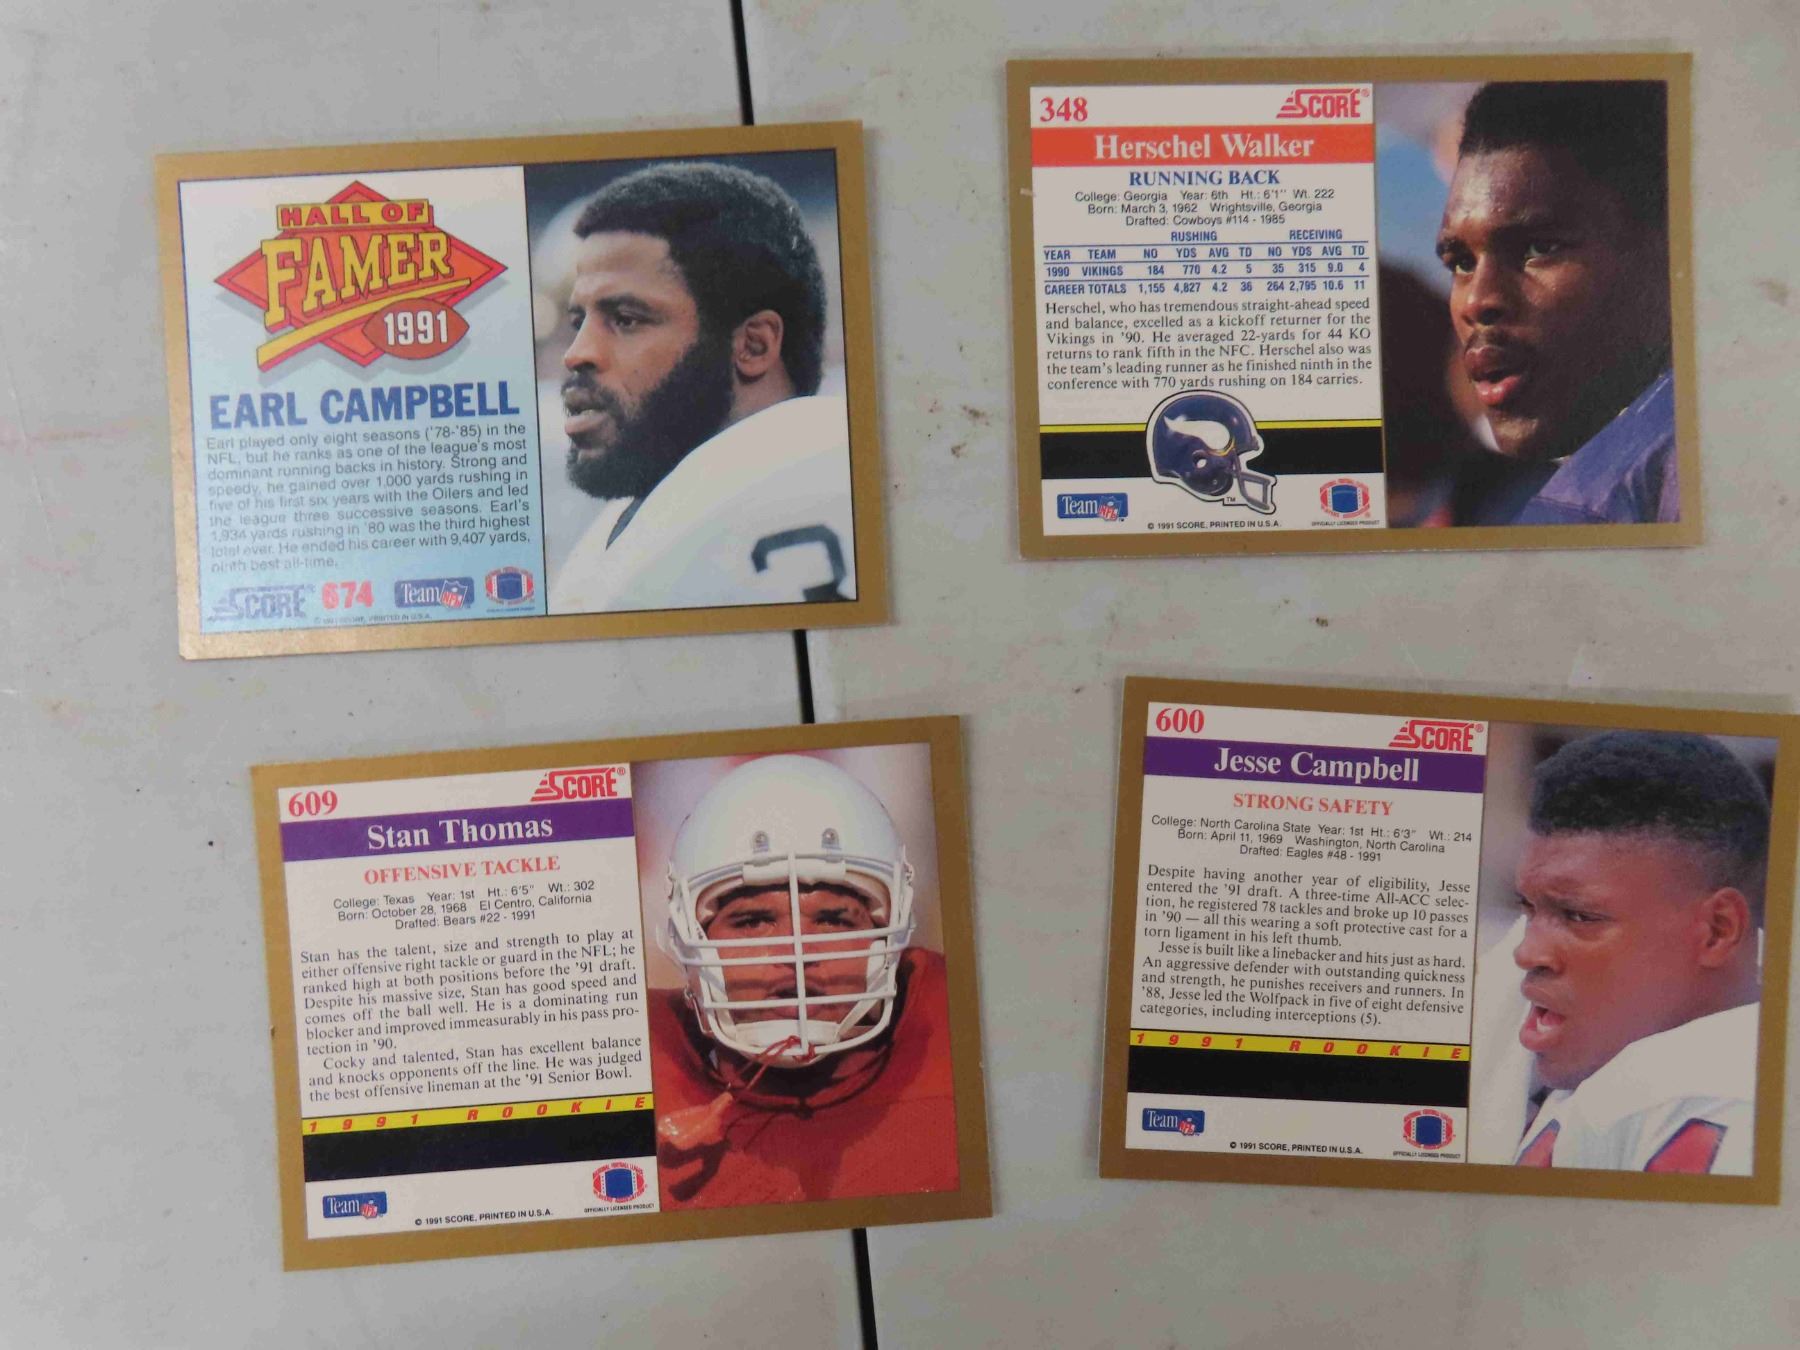 HALL OF
FAMER
1991
EARL CAMPBELL
Earl played only eight seasons ('78-'85) in the
NFL, but he ranks as one of the league's most
dominant running backs in history. Strong and
speedy, he gained over 1,000 yards rushing in
five of his first six years with the Oilers and led
the league three successive seasons. Earl's
1,934 yards rushing in '80 was the third highest
total ever. He ended his career with 9,407 yards,
ninth best all-time.
SCORE® 674 Team NFL
© 1991 SCORE, PRINTED IN U.S.A.
3
348 SCORE®
Herschel Walker
RUNNING BACK
College: Georgia Year: 6th Ht.: 6'1" Wt. 222
Born: March 3, 1962 Wrightsville, Georgia
Drafted: Cowboys #114 - 1985
RUSHING RECEIVING
YEAR TEAM NO YDS AVG TD NO YDS AVG TD
1990 VIKINGS 184 770 4.2 5 35 315 9.0 4
CAREER TOTALS 1,155 4,827 4.2 36 264 2,795 10.6 11
Herschel, who has tremendous straight-ahead speed
and balance, excelled as a kickoff returner for the
Vikings in '90. He averaged 22-yards for 44 KO
returns to rank fifth in the NFC. Herschel also was
the team's leading runner as he finished ninth in the
conference with 770 yards rushing on 184 carries.
TM
Team NFL
© 1991 SCORE, PRINTED IN U.S.A.
OFFICIALLY LICENSED PRODUCT
609 SCORE®
Stan Thomas
OFFENSIVE TACKLE
College: Texas Year: 1st Ht.: 6'5" Wt.: 302
Born: October 28, 1968 El Centro, California
Drafted: Bears #22 - 1991
Stan has the talent, size and strength to play at
either offensive right tackle or guard in the NFL; he
ranked high at both positions before the '91 draft.
Despite his massive size, Stan has good speed and
comes off the ball well. He is a dominating run
blocker and improved immeasurably in his pass pro-
tection in '90.
Cocky and talented, Stan has excellent balance
and knocks opponents off the line. He was judged
the best offensive lineman at the '91 Senior Bowl.
1991 ROOKIE
Team NFL
© 1991 SCORE, PRINTED IN U.S.A.
OFFICIALLY LICENSED PRODUCT
600 SCORE®
Jesse Campbell
STRONG SAFETY
College: North Carolina State Year: 1st Ht.: 6'3" Wt.: 214
Born: April 11, 1969 Washington, North Carolina
Drafted: Eagles #48 - 1991
Despite having another year of eligibility, Jesse
entered the '91 draft. A three-time All-ACC selec-
tion, he registered 78 tackles and broke up 10 passes
in '90 — all this wearing a soft protective cast for a
torn ligament in his left thumb.
Jesse is built like a linebacker and hits just as hard.
An aggressive defender with outstanding quickness
and strength, he punishes receivers and runners. In
'88, Jesse led the Wolfpack in five of eight defensive
categories, including interceptions (5).
1991 ROOKIE
Team NFL
© 1991 SCORE, PRINTED IN U.S.A.
OFFICIALLY LICENSED PRODUCT